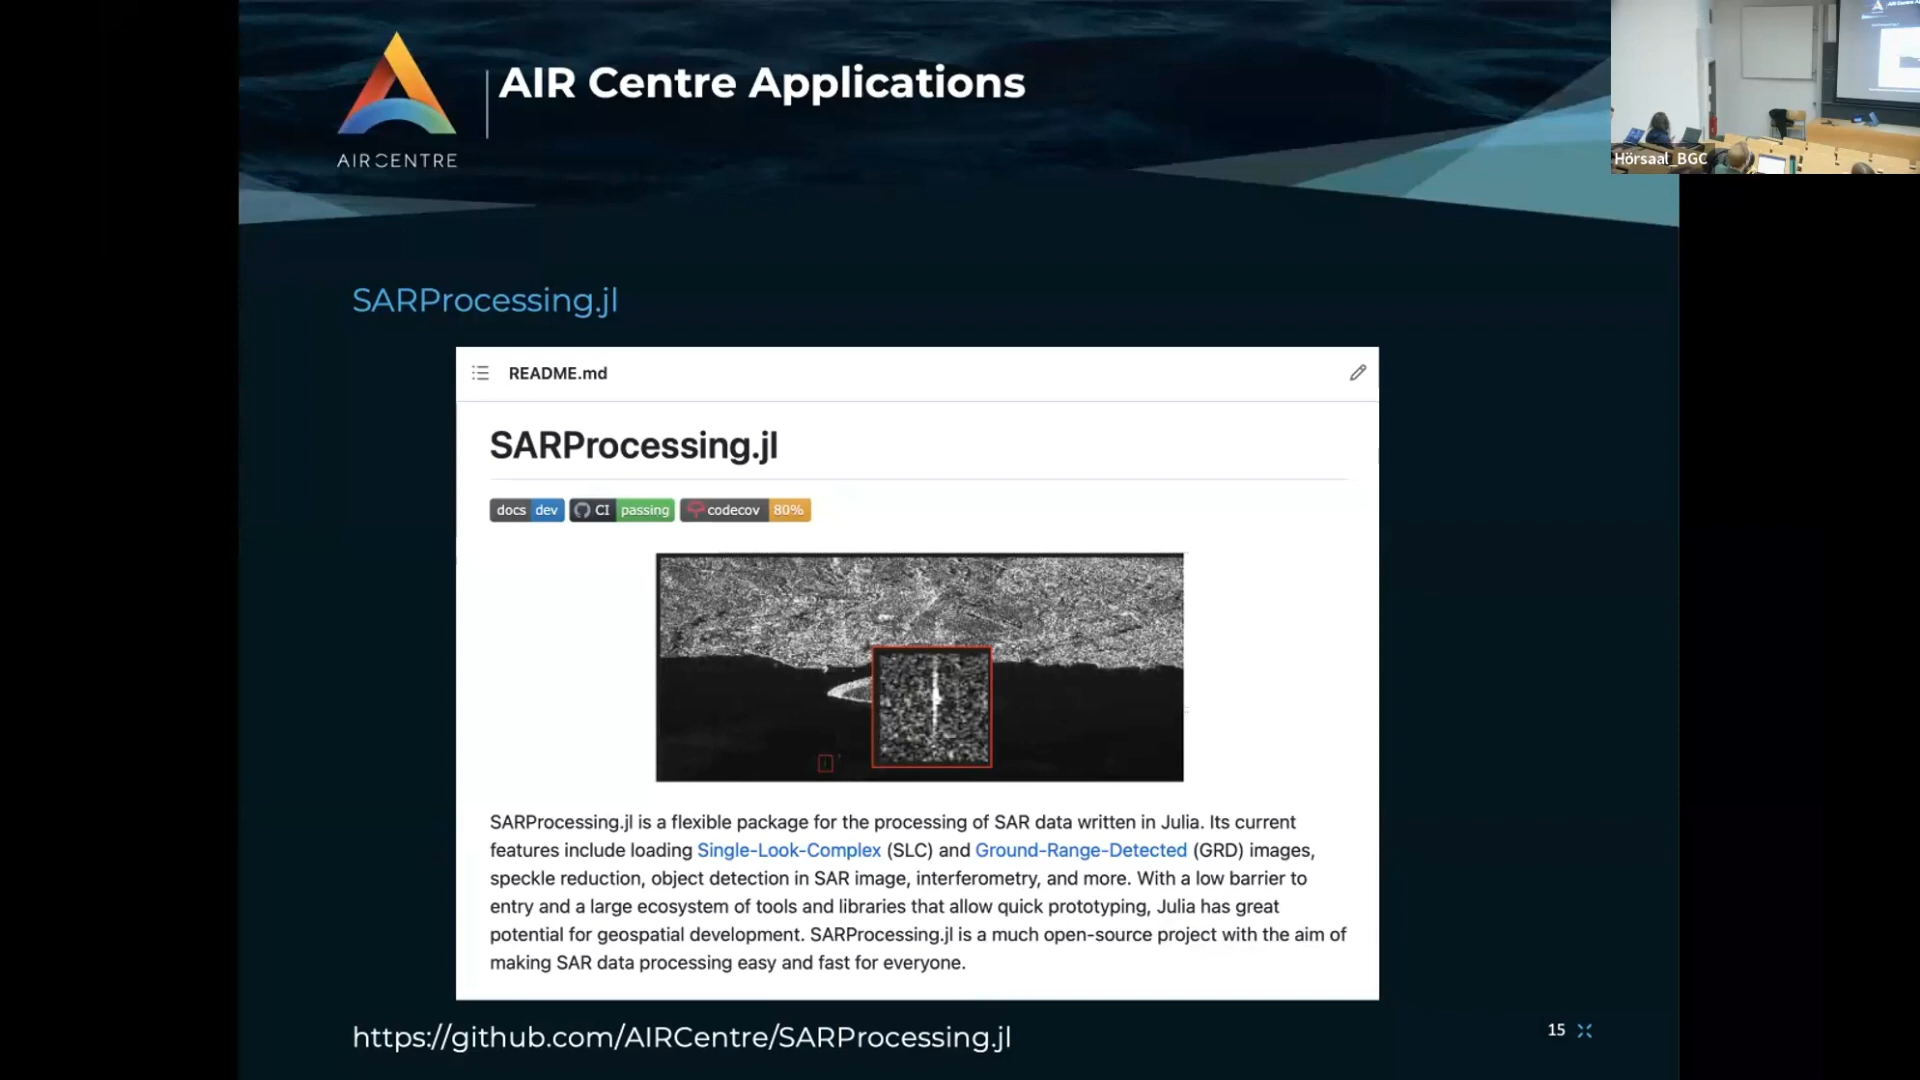 AIR Centre Applications
AIRCENTRE
Hörsaal_BGC
SARProcessing.jl
README.md
SARProcessing.jl
docs dev CI passing codecov 80%
SARProcessing.jl is a flexible package for the processing of SAR data written in Julia. Its current
features include loading Single-Look-Complex (SLC) and Ground-Range-Detected (GRD) images,
speckle reduction, object detection in SAR image, interferometry, and more. With a low barrier to
entry and a large ecosystem of tools and libraries that allow quick prototyping, Julia has great
potential for geospatial development. SARProcessing.jl is a much open-source project with the aim of
making SAR data processing easy and fast for everyone.
https://github.com/AIRCentre/SARProcessing.jl
15